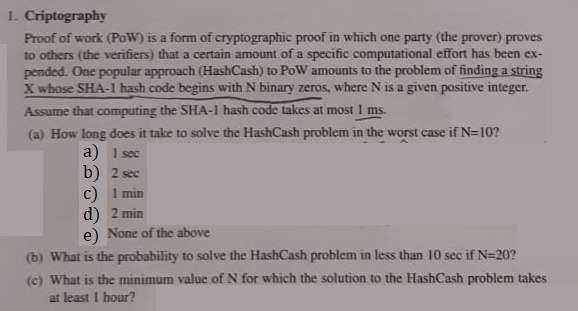 1. Criptography
Proof of work (PoW) is a form of cryptographic proof in which one party (the prover) proves
to others (the verifiers) that a certain amount of a specific computational effort has been ex-
pended. One popular approach (HashCash) to PoW amounts to the problem of finding a string
X whose SHA-1 hash code begins with N binary zeros, where N is a given positive integer.
Assume that computing the SHA-1 hash code takes at most 1 ms.
(a) How long does it take to solve the HashCash problem in the worst case if N=10?
a) 1 sec
b) 2 sec
c) 1 min
d) 2 min
e) None of the above
(b) What is the probability to solve the HashCash problem in less than 10 sec if N=20?
(c) What is the minimum value of N for which the solution to the HashCash problem takes
at least 1 hour?